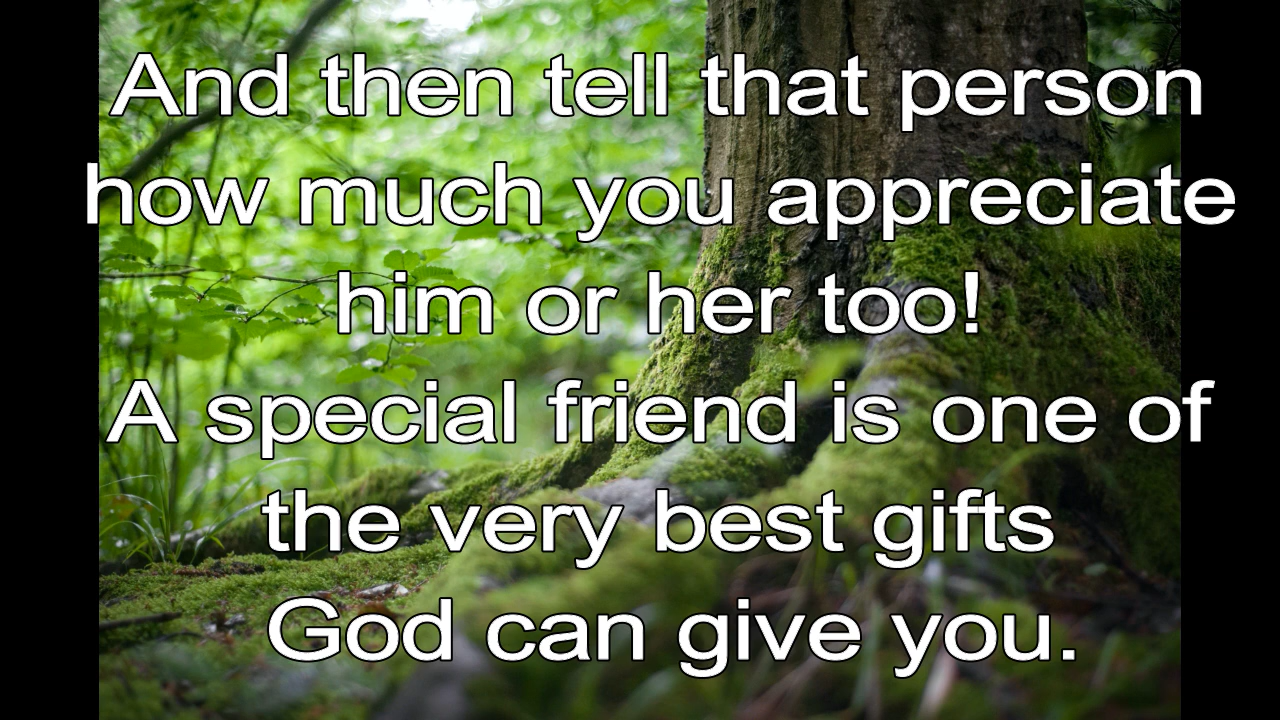 And then tell that person
how much you appreciate
him or her too!
A special friend is one of
the very best gifts
God can give you.